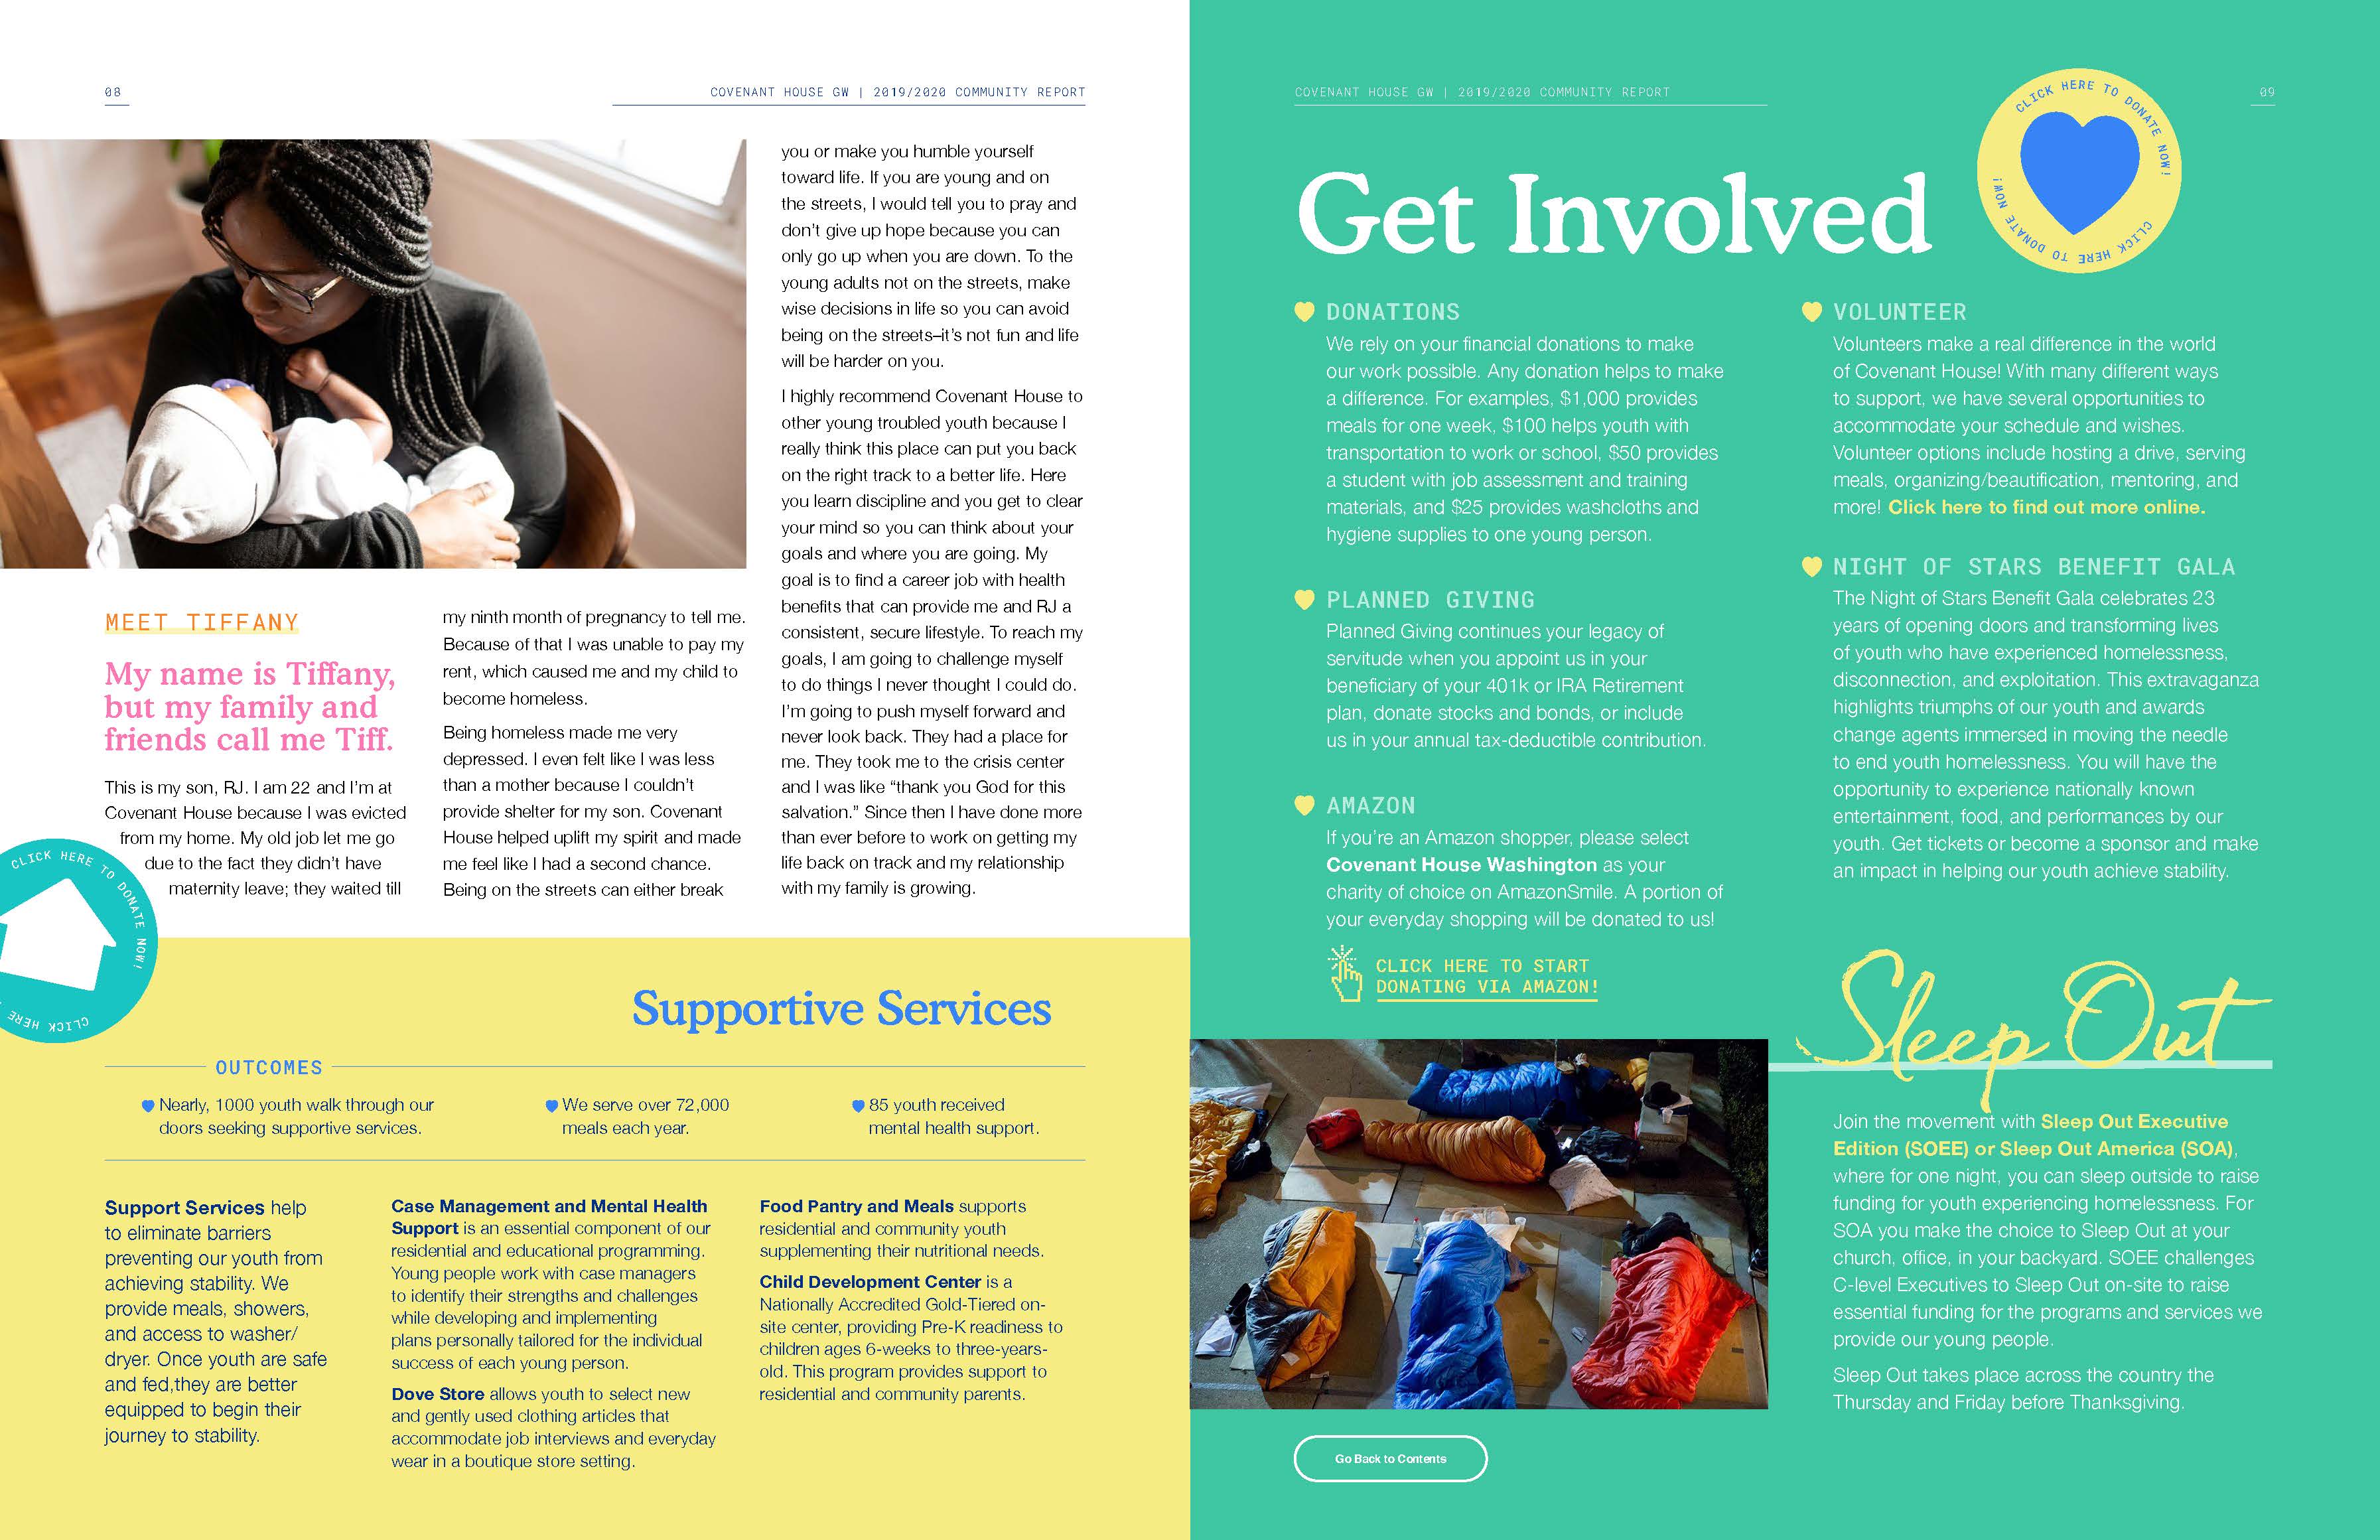 08
COVENANT HOUSE GW | 2019/2020 COMMUNITY REPORT
MEET TIFFANY
My name is Tiffany,
but my family and
friends call me Tiff.
This is my son, RJ. I am 22 and I'm at
Covenant House because I was evicted
from my home. My old job let me go
due to the fact they didn't have
maternity leave; they waited till
my ninth month of pregnancy to tell me.
Because of that I was unable to pay my
rent, which caused me and my child to
become homeless.
Being homeless made me very
depressed. I even felt like I was less
than a mother because I couldn't
provide shelter for my son. Covenant
House helped uplift my spirit and made
me feel like I had a second chance.
Being on the streets can either break
you or make you humble yourself
toward life. If you are young and on
the streets, I would tell you to pray and
don't give up hope because you can
only go up when you are down. To the
young adults not on the streets, make
wise decisions in life so you can avoid
being on the streets–it's not fun and life
will be harder on you.
I highly recommend Covenant House to
other young troubled youth because I
really think this place can put you back
on the right track to a better life. Here
you learn discipline and you get to clear
your mind so you can think about your
goals and where you are going. My
goal is to find a career job with health
benefits that can provide me and RJ a
consistent, secure lifestyle. To reach my
goals, I am going to challenge myself
to do things I never thought I could do.
I'm going to push myself forward and
never look back. They had a place for
me. They took me to the crisis center
and I was like “thank you God for this
salvation.” Since then I have done more
than ever before to work on getting my
life back on track and my relationship
with my family is growing.
CLICK HERE TO DONATE NOW!
CLICK HERE
Supportive Services
OUTCOMES
Nearly, 1000 youth walk through our
doors seeking supportive services.
We serve over 72,000
meals each year.
85 youth received
mental health support.
Support Services help
to eliminate barriers
preventing our youth from
achieving stability. We
provide meals, showers,
and access to washer/
dryer. Once youth are safe
and fed,they are better
equipped to begin their
journey to stability.
Case Management and Mental Health
Support is an essential component of our
residential and educational programming.
Young people work with case managers
to identify their strengths and challenges
while developing and implementing
plans personally tailored for the individual
success of each young person.
Dove Store allows youth to select new
and gently used clothing articles that
accommodate job interviews and everyday
wear in a boutique store setting.
Food Pantry and Meals supports
residential and community youth
supplementing their nutritional needs.
Child Development Center is a
Nationally Accredited Gold-Tiered on-
site center, providing Pre-K readiness to
children ages 6-weeks to three-years-
old. This program provides support to
residential and community parents.
COVENANT HOUSE GW | 2019/2020 COMMUNITY REPORT
09
CLICK HERE TO DONATE NOW!
CLICK HERE TO DONATE NOW!
Get Involved
DONATIONS
We rely on your financial donations to make
our work possible. Any donation helps to make
a difference. For examples, $1,000 provides
meals for one week, $100 helps youth with
transportation to work or school, $50 provides
a student with job assessment and training
materials, and $25 provides washcloths and
hygiene supplies to one young person.
PLANNED GIVING
Planned Giving continues your legacy of
servitude when you appoint us in your
beneficiary of your 401k or IRA Retirement
plan, donate stocks and bonds, or include
us in your annual tax-deductible contribution.
AMAZON
If you're an Amazon shopper, please select
Covenant House Washington as your
charity of choice on AmazonSmile. A portion of
your everyday shopping will be donated to us!
CLICK HERE TO START
DONATING VIA AMAZON!
VOLUNTEER
Volunteers make a real difference in the world
of Covenant House! With many different ways
to support, we have several opportunities to
accommodate your schedule and wishes.
Volunteer options include hosting a drive, serving
meals, organizing/beautification, mentoring, and
more! Click here to find out more online.
NIGHT OF STARS BENEFIT GALA
The Night of Stars Benefit Gala celebrates 23
years of opening doors and transforming lives
of youth who have experienced homelessness,
disconnection, and exploitation. This extravaganza
highlights triumphs of our youth and awards
change agents immersed in moving the needle
to end youth homelessness. You will have the
opportunity to experience nationally known
entertainment, food, and performances by our
youth. Get tickets or become a sponsor and make
an impact in helping our youth achieve stability.
Sleep Out
Join the movement with Sleep Out Executive
Edition (SOEE) or Sleep Out America (SOA),
where for one night, you can sleep outside to raise
funding for youth experiencing homelessness. For
SOA you make the choice to Sleep Out at your
church, office, in your backyard. SOEE challenges
C-level Executives to Sleep Out on-site to raise
essential funding for the programs and services we
provide our young people.
Sleep Out takes place across the country the
Thursday and Friday before Thanksgiving.
Go Back to Contents